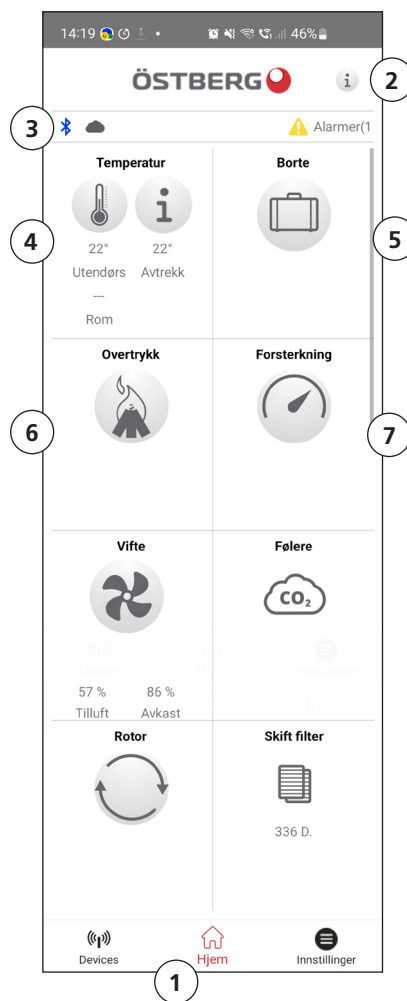 14:19 46%
ÖSTBERG i
2
3
Alarmer(1
Temperatur Borte
i
22° 22°
4
5
Utendørs Avtrekk
---
Rom
Overtrykk Forsterkning
6
7
Vifte Følere
CO₂
57 % 86 %
Tilluft Avkast
Rotor Skift filter
336 D.
Devices Hjem Innstillinger
1